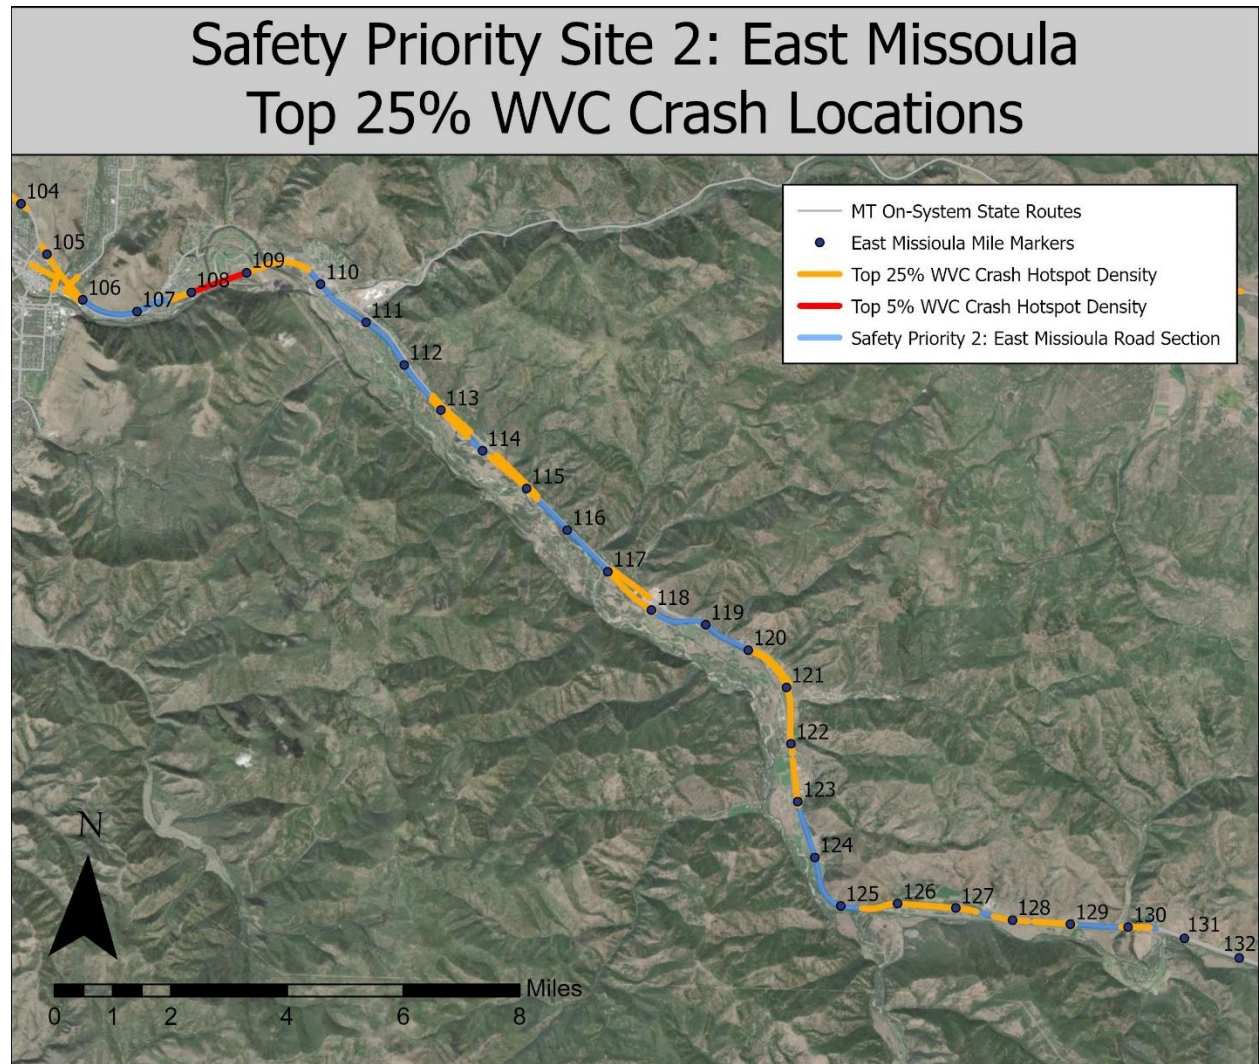 Safety Priority Site 2: East Missoula
Top 25% WVC Crash Locations
MT On-System State Routes
East Missioula Mile Markers
Top 25% WVC Crash Hotspot Density
Top 5% WVC Crash Hotspot Density
Safety Priority 2: East Missioula Road Section
104
105
106
107
108
109
110
111
112
113
114
115
116
117
118
119
120
121
122
123
124
125
126
127
128
129
130
131
132
N
Miles
0 1 2 4 6 8